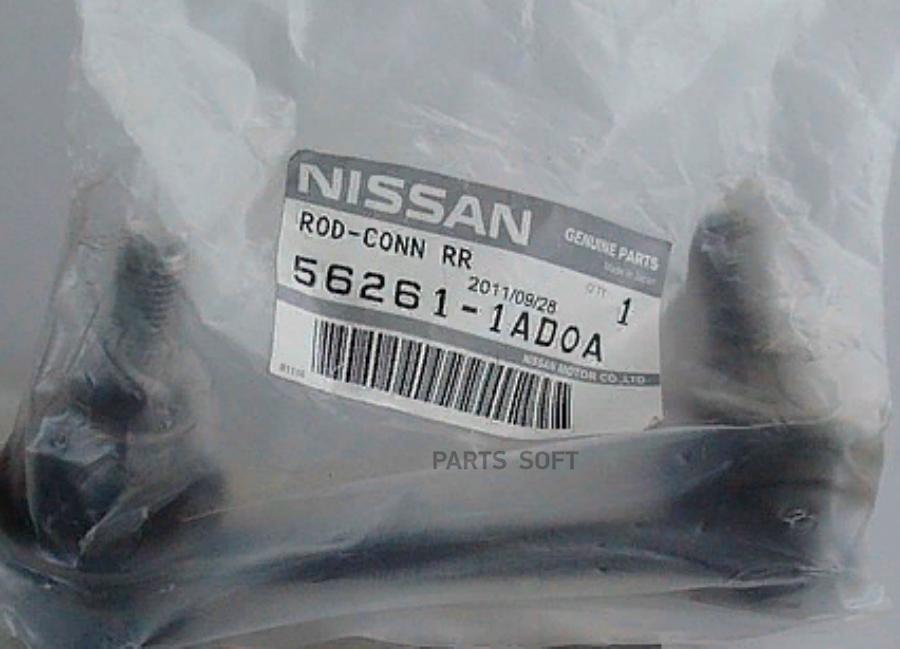 NISSAN
GENUINE PARTS
Made in Japan
ROD-CONN RR
2011/09/28
Q'TY 1
56261-1AD0A
NISSAN MOTOR CO.,LTD.
PARTS SOFT